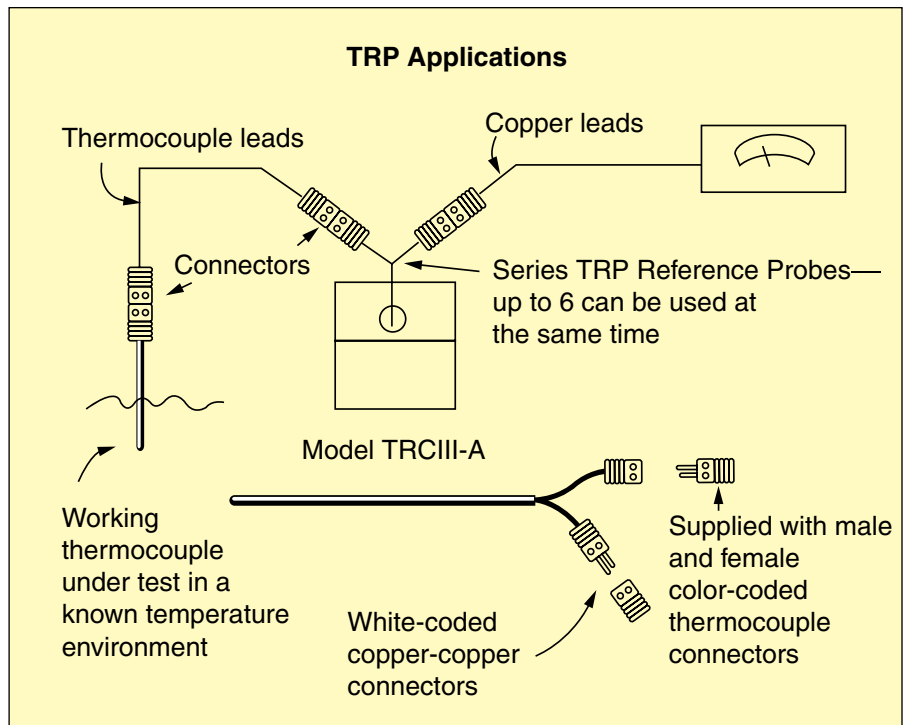 TRP Applications
Thermocouple leads
Copper leads
Connectors
Series TRP Reference Probes—
up to 6 can be used at
the same time
Model TRCIII-A
Working
thermocouple
under test in a
known temperature
environment
White-coded
copper-copper
connectors
Supplied with male
and female
color-coded
thermocouple
connectors